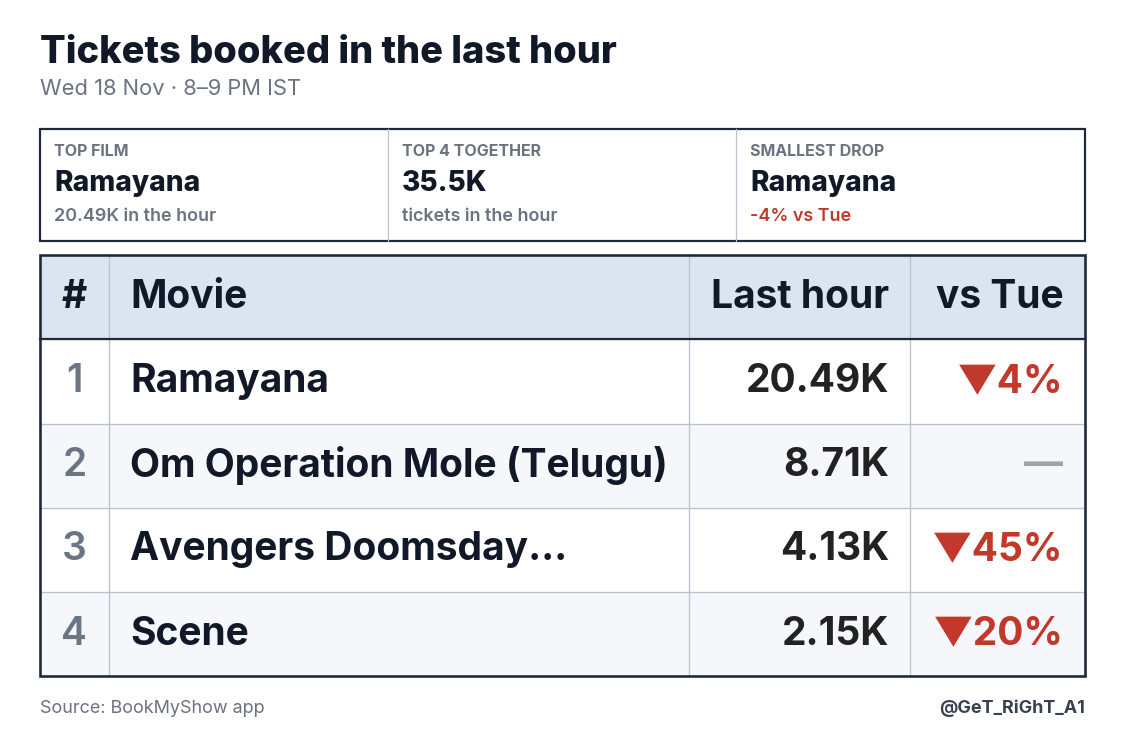 Tickets booked in the last hour
Wed 18 Nov · 8–9 PM IST
TOP FILM
Ramayana
20.49K in the hour
TOP 4 TOGETHER
35.5K
tickets in the hour
SMALLEST DROP
Ramayana
-4% vs Tue
# Movie Last hour vs Tue
1 Ramayana 20.49K ▼4%
2 Om Operation Mole (Telugu) 8.71K —
3 Avengers Doomsday... 4.13K ▼45%
4 Scene 2.15K ▼20%
Source: BookMyShow app
@GeT_RiGhT_A1